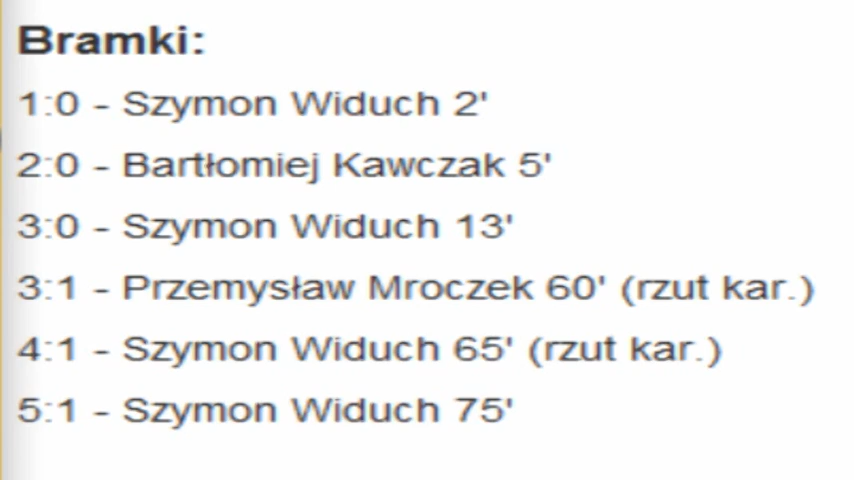 Bramki:
1:0 - Szymon Widuch 2'
2:0 - Bartłomiej Kawczak 5'
3:0 - Szymon Widuch 13'
3:1 - Przemysław Mroczek 60' (rzut kar.)
4:1 - Szymon Widuch 65' (rzut kar.)
5:1 - Szymon Widuch 75'